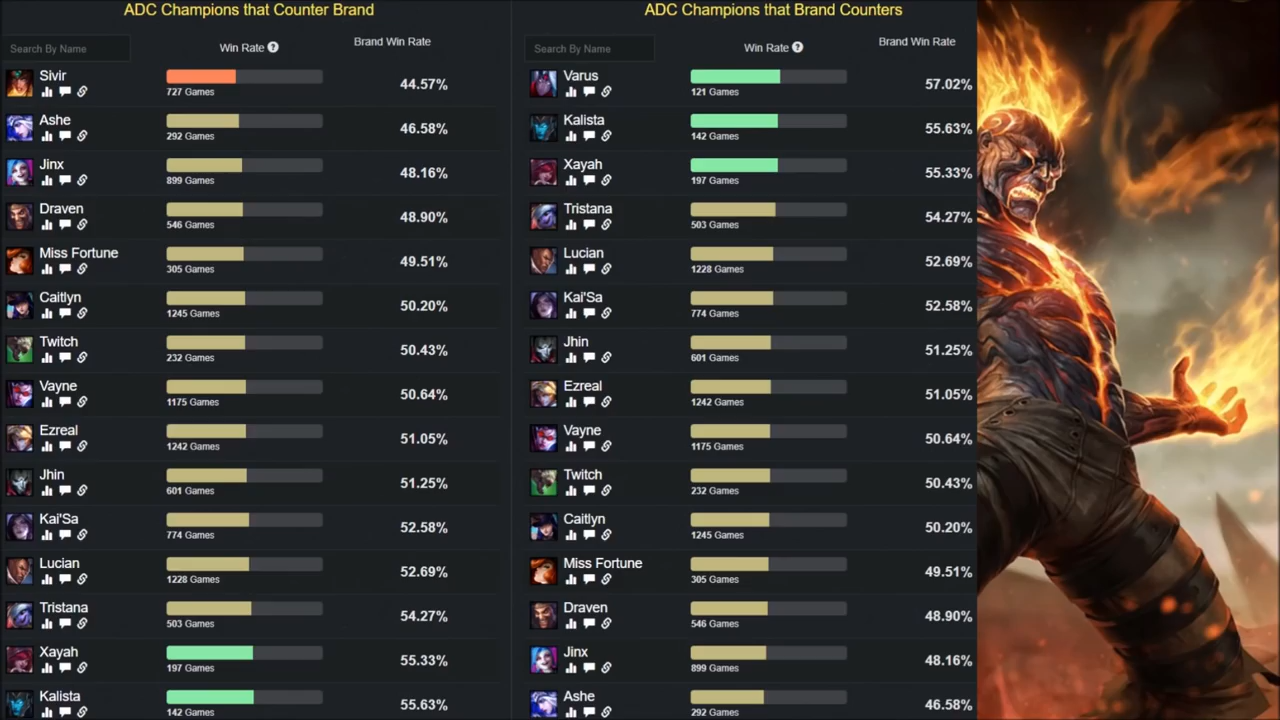 ADC Champions that Counter Brand
Search By Name
Win Rate ?
Brand Win Rate
Sivir
727 Games
44.57%
Ashe
292 Games
46.58%
Jinx
899 Games
48.16%
Draven
546 Games
48.90%
Miss Fortune
305 Games
49.51%
Caitlyn
1245 Games
50.20%
Twitch
232 Games
50.43%
Vayne
1175 Games
50.64%
Ezreal
1242 Games
51.05%
Jhin
601 Games
51.25%
Kai'Sa
774 Games
52.58%
Lucian
1228 Games
52.69%
Tristana
503 Games
54.27%
Xayah
197 Games
55.33%
Kalista
142 Games
55.63%
ADC Champions that Brand Counters
Search By Name
Win Rate ?
Brand Win Rate
Varus
121 Games
57.02%
Kalista
142 Games
55.63%
Xayah
197 Games
55.33%
Tristana
503 Games
54.27%
Lucian
1228 Games
52.69%
Kai'Sa
774 Games
52.58%
Jhin
601 Games
51.25%
Ezreal
1242 Games
51.05%
Vayne
1175 Games
50.64%
Twitch
232 Games
50.43%
Caitlyn
1245 Games
50.20%
Miss Fortune
305 Games
49.51%
Draven
546 Games
48.90%
Jinx
899 Games
48.16%
Ashe
292 Games
46.58%